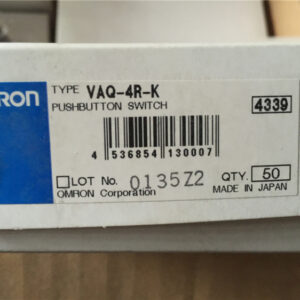 RON
TYPE VAQ-4R-K
PUSHBUTTON SWITCH
4339
4 536854 130007
LOT No. 0135Z2
QTY. 50
OMRON Corporation
MADE IN JAPAN